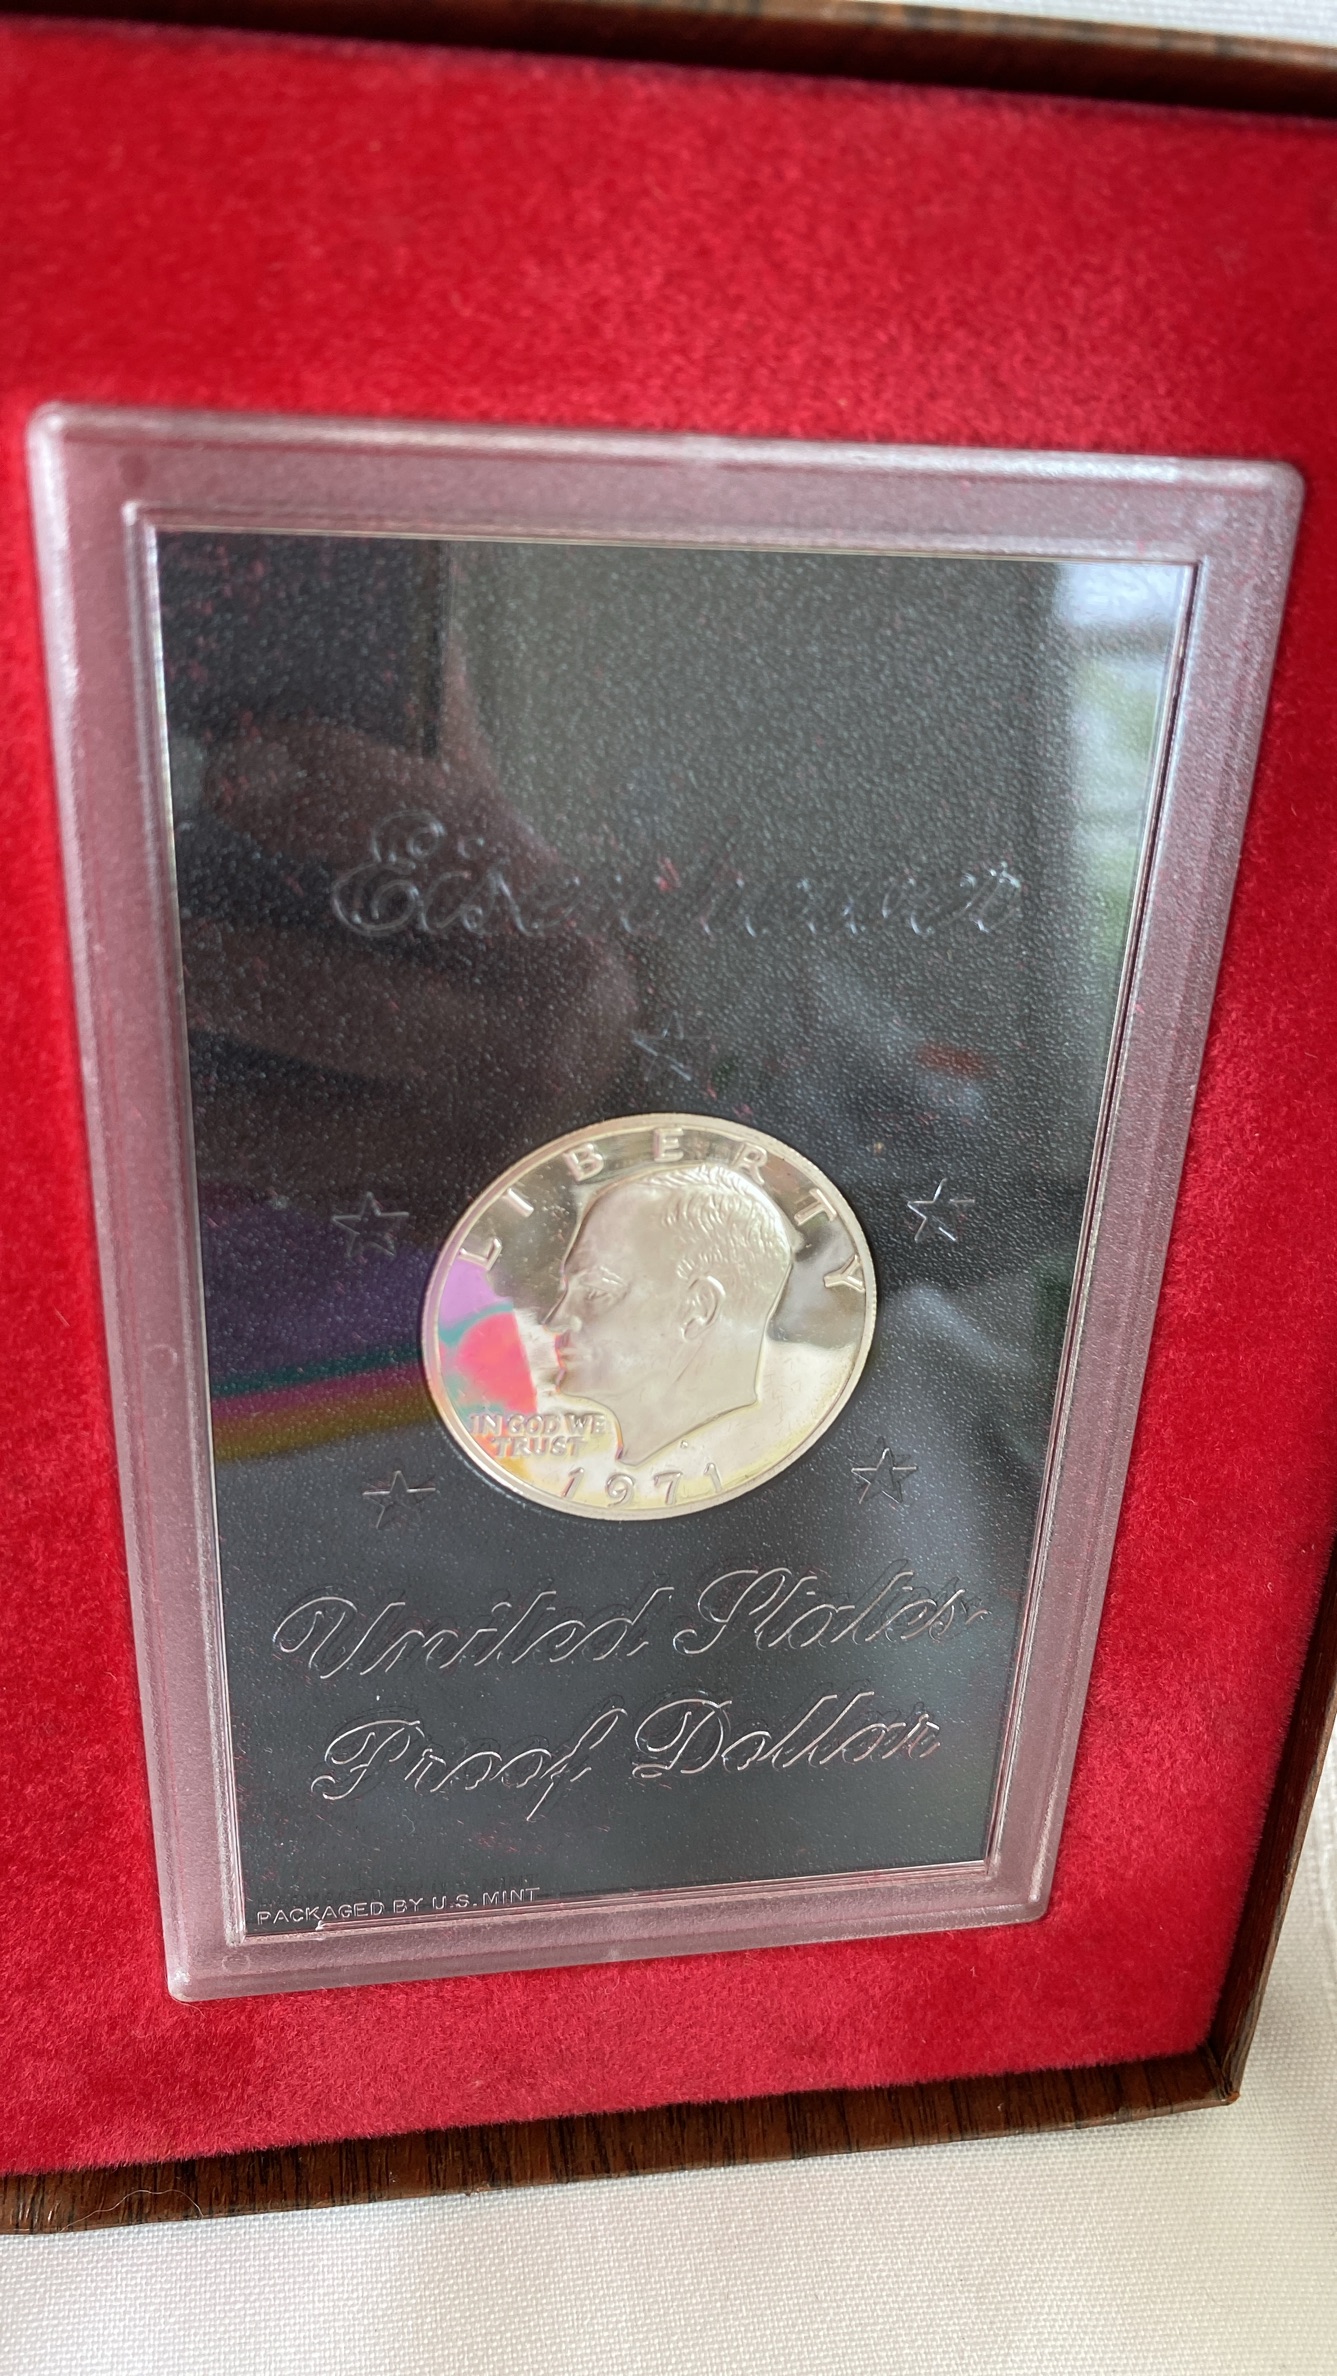 Eisenhower
LIBERTY
IN GOD WE
TRUST
1971
United States
Proof Dollar
PACKAGED BY U.S. MINT